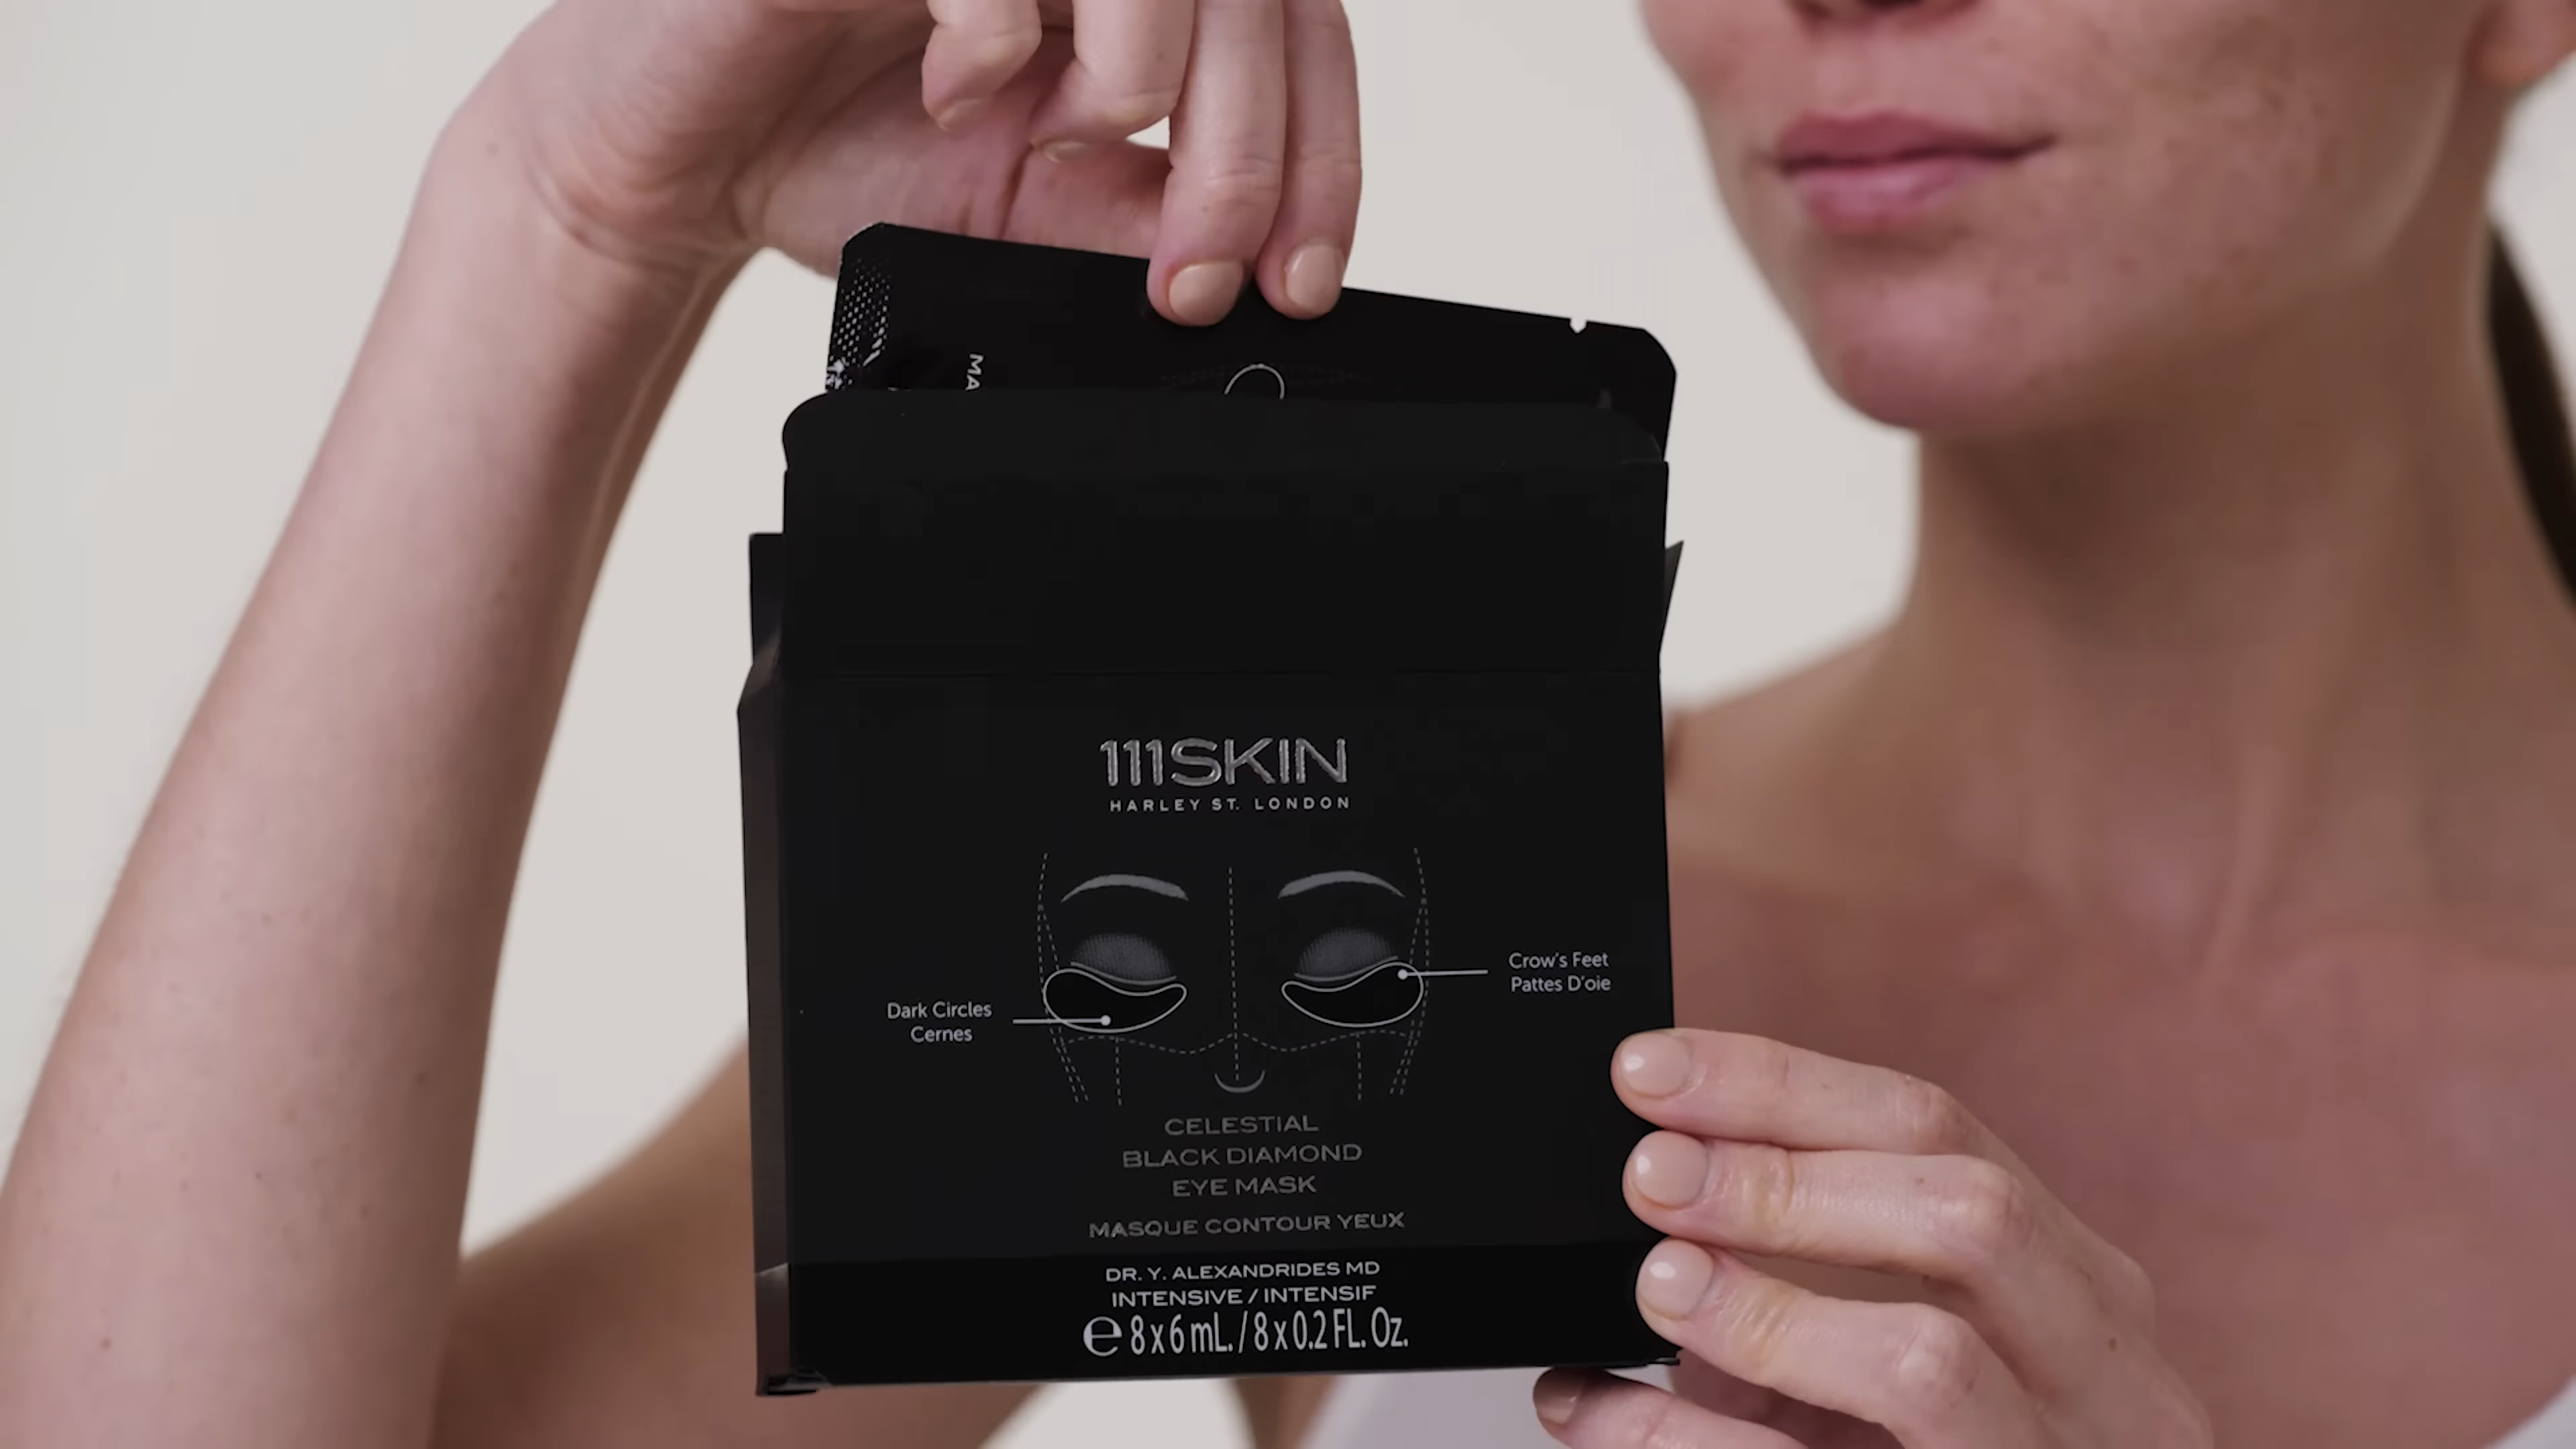 MA
111SKIN
HARLEY ST. LONDON
Crow's Feet
Pattes D'oie
Dark Circles
Cernes
CELESTIAL
BLACK DIAMOND
EYE MASK
MASQUE CONTOUR YEUX
DR. Y. ALEXANDRIDES MD
INTENSIVE / INTENSIF
℮ 8 x 6 mL. / 8 x 0.2 FL. Oz.